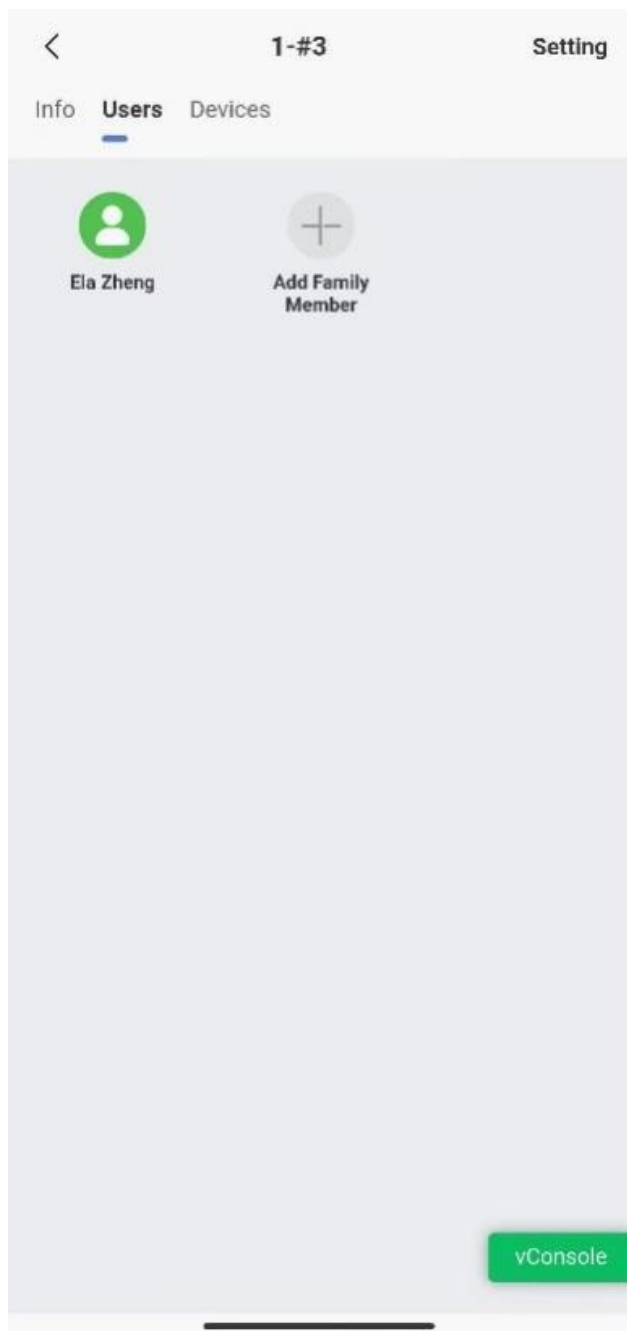 1-#3
Setting
Info Users Devices
Ela Zheng
Add Family
Member
vConsole